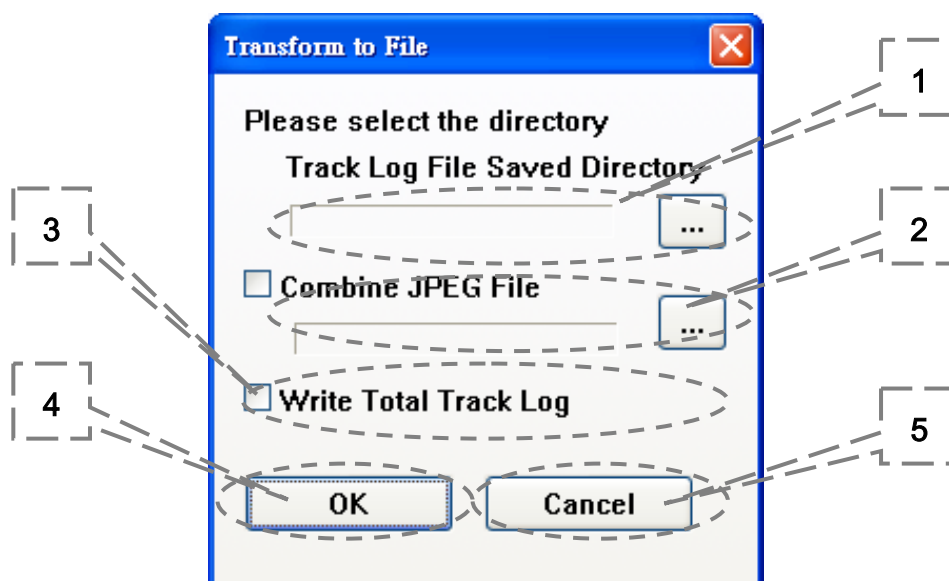 Transform to File
1
Please select the directory
Track Log File Saved Directory
...
3
2
Combine JPEG File
...
4
Write Total Track Log
5
OK
Cancel